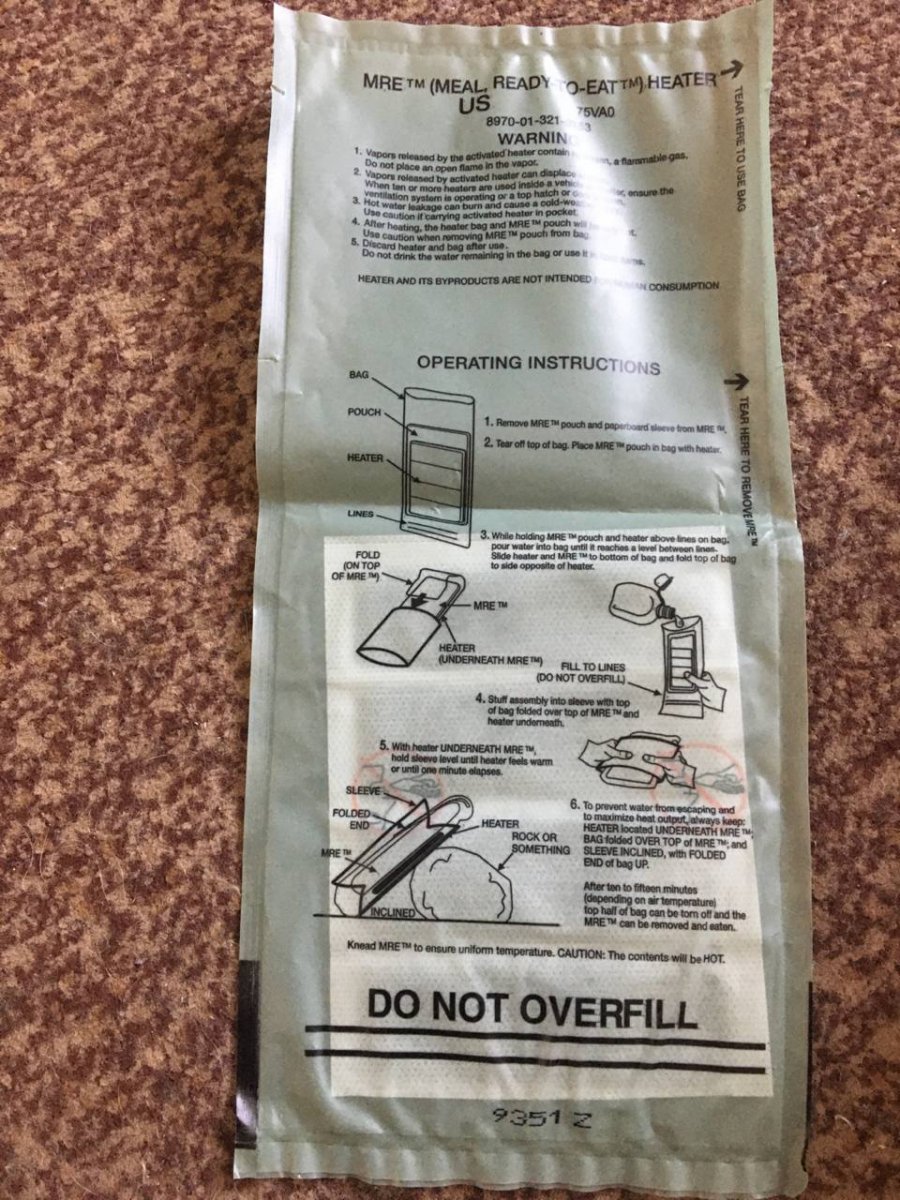 MRE™ (MEAL, READY-TO-EAT™) HEATER
US 75VA0
8970-01-321-
WARNING
1. Vapors released by the activated heater contain , a flammable gas.
Do not place an open flame in the vapor.
2. Vapors released by activated heater can displace
When ten or more heaters are used inside a vehicle , ensure the
ventilation system is operating or a top hatch or
3. Hot water leakage can burn and cause a cold-
Use caution if carrying activated heater in pocket.
4. After heating, the heater bag and MRE™ pouch will
Use caution when removing MRE™ pouch from bag.
5. Discard heater and bag after use.
Do not drink the water remaining in the bag or use it
HEATER AND ITS BYPRODUCTS ARE NOT INTENDED FOR HUMAN CONSUMPTION
TEAR HERE TO USE BAG
OPERATING INSTRUCTIONS
BAG
POUCH
HEATER
LINES
1. Remove MRE™ pouch and paperboard sleeve from MRE™.
2. Tear off top of bag. Place MRE™ pouch in bag with heater.
TEAR HERE TO REMOVE MRE™
3. While holding MRE™ pouch and heater above lines on bag,
pour water into bag until it reaches a level between lines.
Slide heater and MRE™ to bottom of bag and fold top of bag
to side opposite of heater.
FOLD
(ON TOP
OF MRE™)
MRE™
HEATER
(UNDERNEATH MRE™)
FILL TO LINES
(DO NOT OVERFILL)
4. Stuff assembly into sleeve with top
of bag folded over top of MRE™ and
heater underneath.
5. With heater UNDERNEATH MRE™,
hold sleeve level until heater feels warm
or until one minute elapses.
SLEEVE
FOLDED
END
MRE™
HEATER
ROCK OR
SOMETHING
INCLINED
6. To prevent water from escaping and
to maximize heat output, always keep:
HEATER located UNDERNEATH MRE™;
BAG folded OVER TOP of MRE™; and
SLEEVE INCLINED, with FOLDED
END of bag UP.
After ten to fifteen minutes
(depending on air temperature)
top half of bag can be torn off and the
MRE™ can be removed and eaten.
Knead MRE™ to ensure uniform temperature. CAUTION: The contents will be HOT.
DO NOT OVERFILL
9351 Z